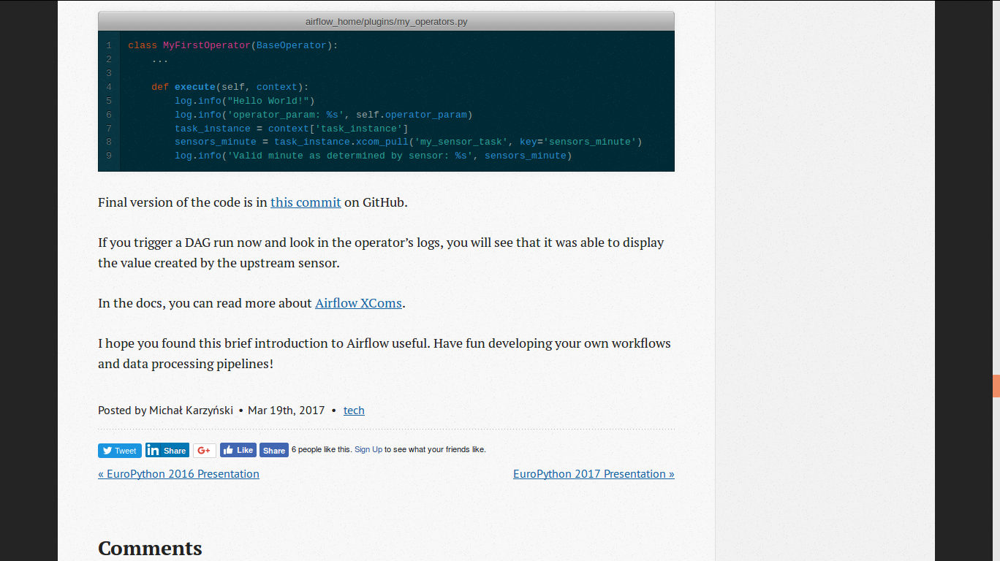 airflow_home/plugins/my_operators.py
1 class MyFirstOperator(BaseOperator):
2     ...
3
4     def execute(self, context):
5         log.info("Hello World!")
6         log.info('operator_param: %s', self.operator_param)
7         task_instance = context['task_instance']
8         sensors_minute = task_instance.xcom_pull('my_sensor_task', key='sensors_minute')
9         log.info('Valid minute as determined by sensor: %s', sensors_minute)
Final version of the code is in this commit on GitHub.
If you trigger a DAG run now and look in the operator’s logs, you will see that it was able to display
the value created by the upstream sensor.
In the docs, you can read more about Airflow XComs.
I hope you found this brief introduction to Airflow useful. Have fun developing your own workflows
and data processing pipelines!
Posted by Michał Karzyński • Mar 19th, 2017 • tech
Tweet in Share G+ Like Share 6 people like this. Sign Up to see what your friends like.
« EuroPython 2016 Presentation EuroPython 2017 Presentation »
Comments